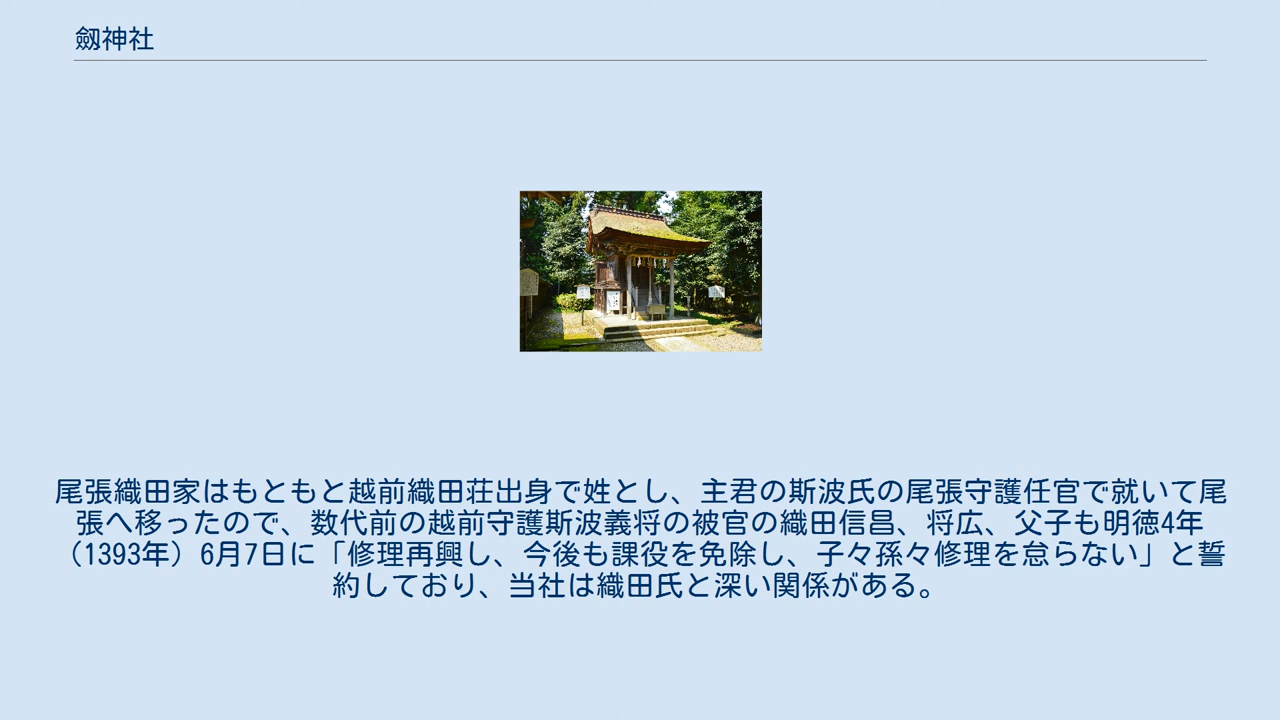 劔神社
尾張織田家はもともと越前織田荘出身で姓とし、主君の斯波氏の尾張守護任官で就いて尾
張へ移ったので、数代前の越前守護斯波義将の被官の織田信昌、将広、父子も明徳4年
（1393年）6月7日に「修理再興し、今後も課役を免除し、子々孫々修理を怠らない」と誓
約しており、当社は織田氏と深い関係がある。